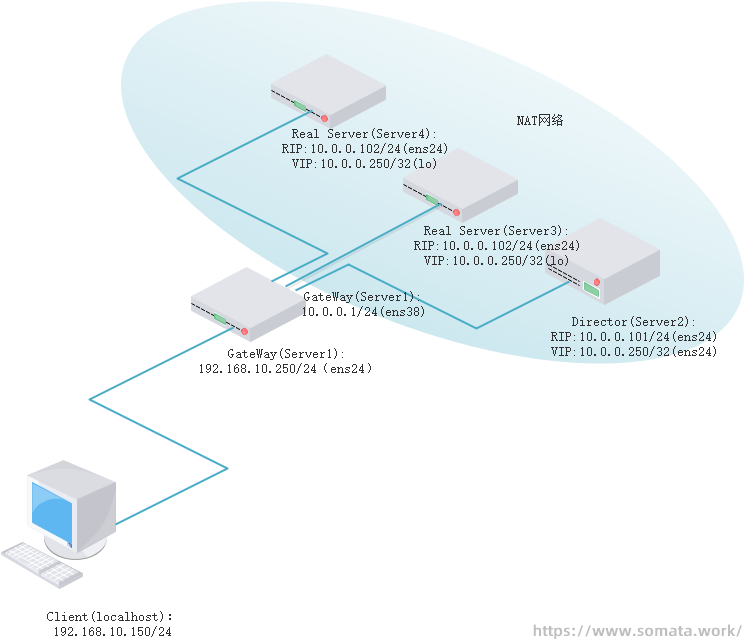 NAT网络
Real Server(Server4):
RIP:10.0.0.102/24(ens24)
VIP:10.0.0.250/32(lo)
Real Server(Server3):
RIP:10.0.0.102/24(ens24)
VIP:10.0.0.250/32(lo)
GateWay(Server1):
10.0.0.1/24(ens38)
Director(Server2):
RIP:10.0.0.101/24(ens24)
VIP:10.0.0.250/32(ens24)
GateWay(Server1):
192.168.10.250/24（ens24）
Client(localhost)：
192.168.10.150/24
https://www.somata.work/